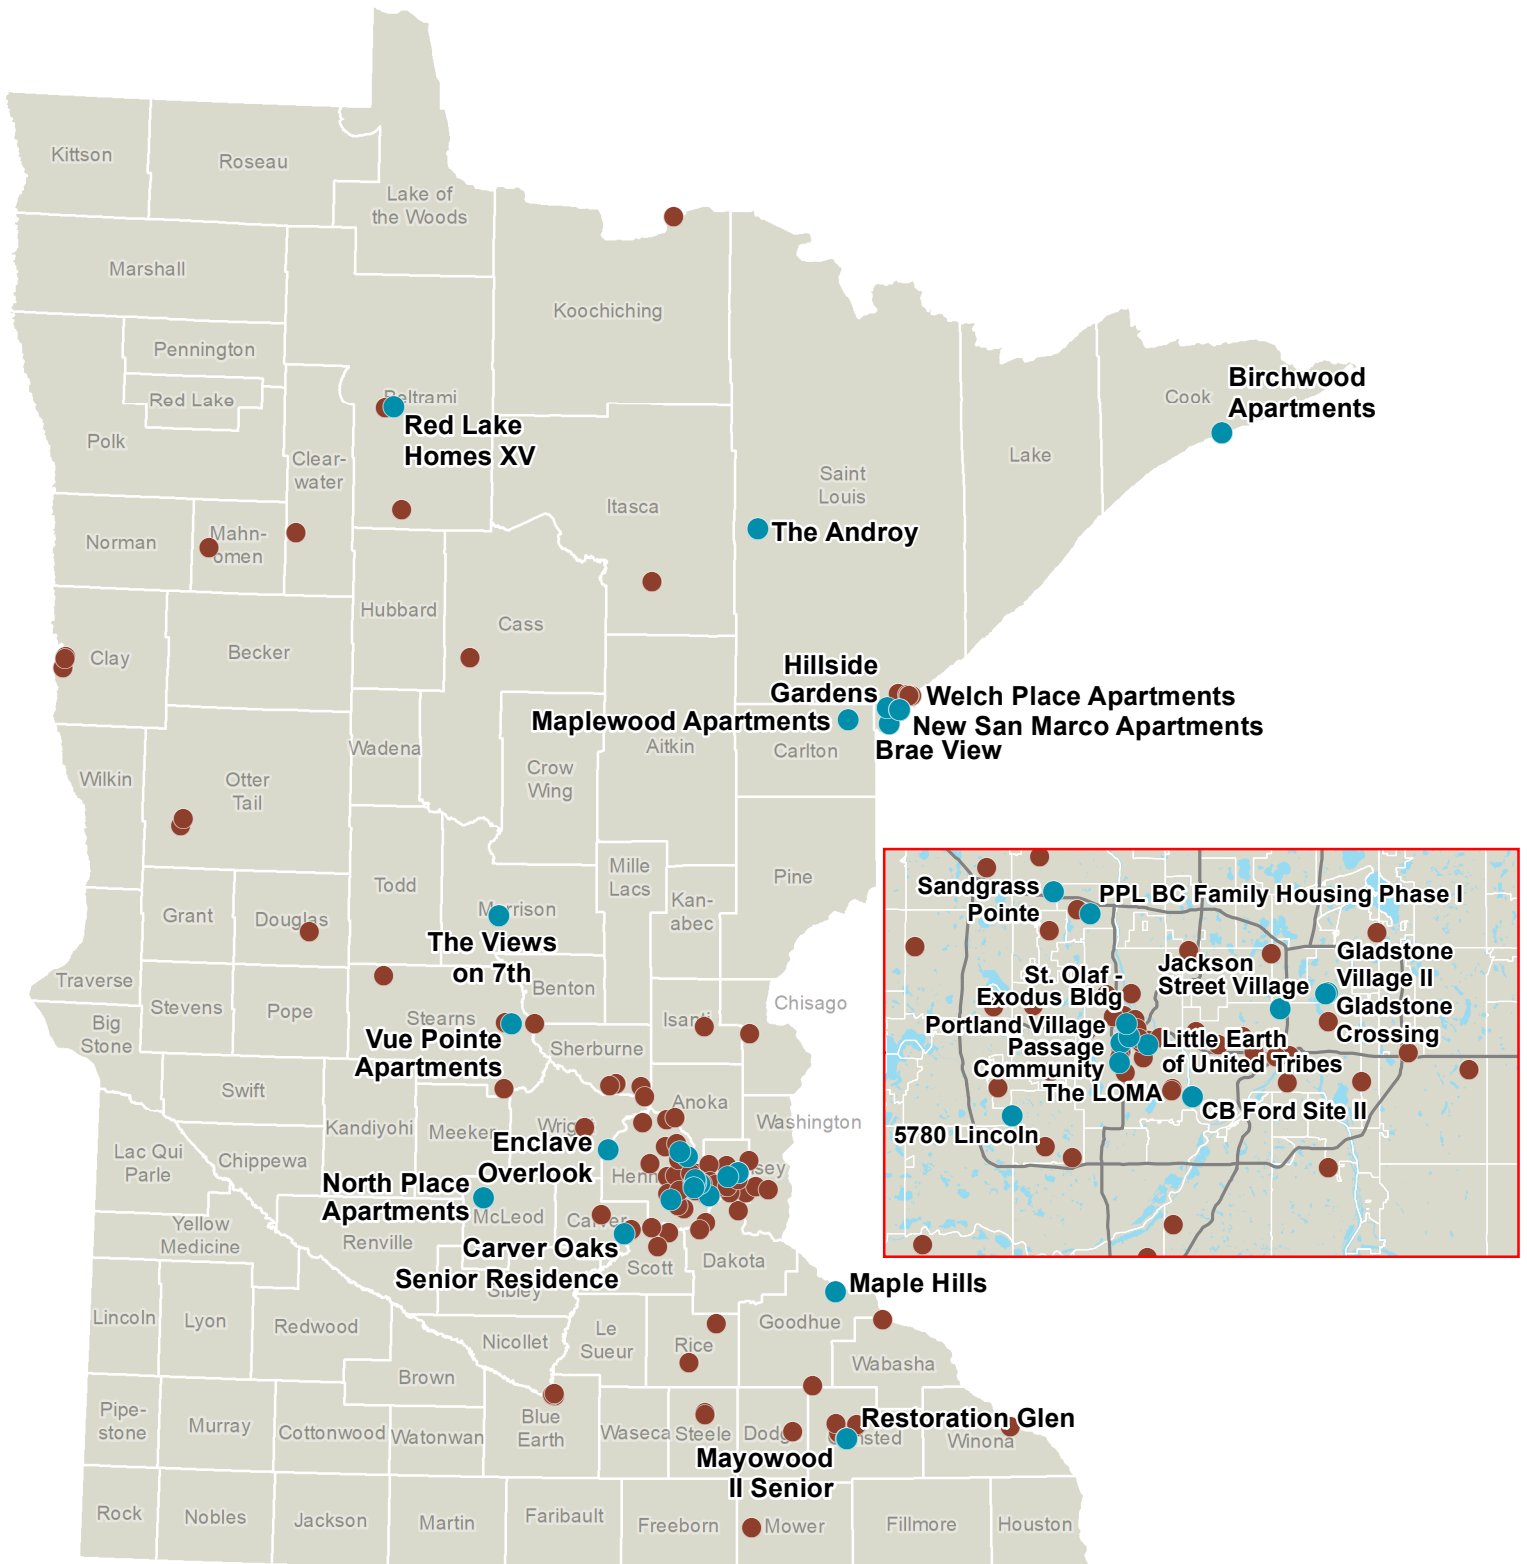 Kittson
Roseau
Lake of
the Woods
Marshall
Koochiching
Pennington
Red Lake
Beltrami
Red Lake
Homes XV
Polk
Clear-
water
Cook
Birchwood
Apartments
Lake
Saint
Louis
Itasca
The Androy
Norman
Mahn-
omen
Hubbard
Cass
Clay
Becker
Hillside
Gardens
Welch Place Apartments
Maplewood Apartments
New San Marco Apartments
Brae View
Wadena
Aitkin
Carlton
Wilkin
Otter
Tail
Crow
Wing
Todd
Mille
Lacs
Kan-
abec
Pine
Grant
Douglas
Morrison
The Views
on 7th
Traverse
Stevens
Pope
Stearns
Benton
Chisago
Big
Stone
Isanti
Vue Pointe
Apartments
Sherburne
Swift
Anoka
Washington
Kandiyohi
Meeker
Wrig
Enclave
Overlook
Lac Qui
Parle
Chippewa
Henn
sey
North Place
Apartments
McLeod
Carver
Yellow
Medicine
Renville
Carver Oaks
Senior Residence
Scott
Dakota
Sibley
Maple Hills
Lincoln
Lyon
Redwood
Nicollet
Le
Sueur
Rice
Goodhue
Wabasha
Brown
Pipe-
stone
Murray
Cottonwood
Watonwan
Blue
Earth
Waseca
Steele
Dodg
Restoration Glen
msted
Winona
Mayowood
II Senior
Rock
Nobles
Jackson
Martin
Faribault
Freeborn
Mower
Fillmore
Houston
Sandgrass
Pointe
PPL BC Family Housing Phase I
St. Olaf -
Exodus Bldg
Jackson
Street Village
Gladstone
Village II
Gladstone
Crossing
Portland Village
Passage
Community
Little Earth
of United Tribes
The LOMA
CB Ford Site II
5780 Lincoln